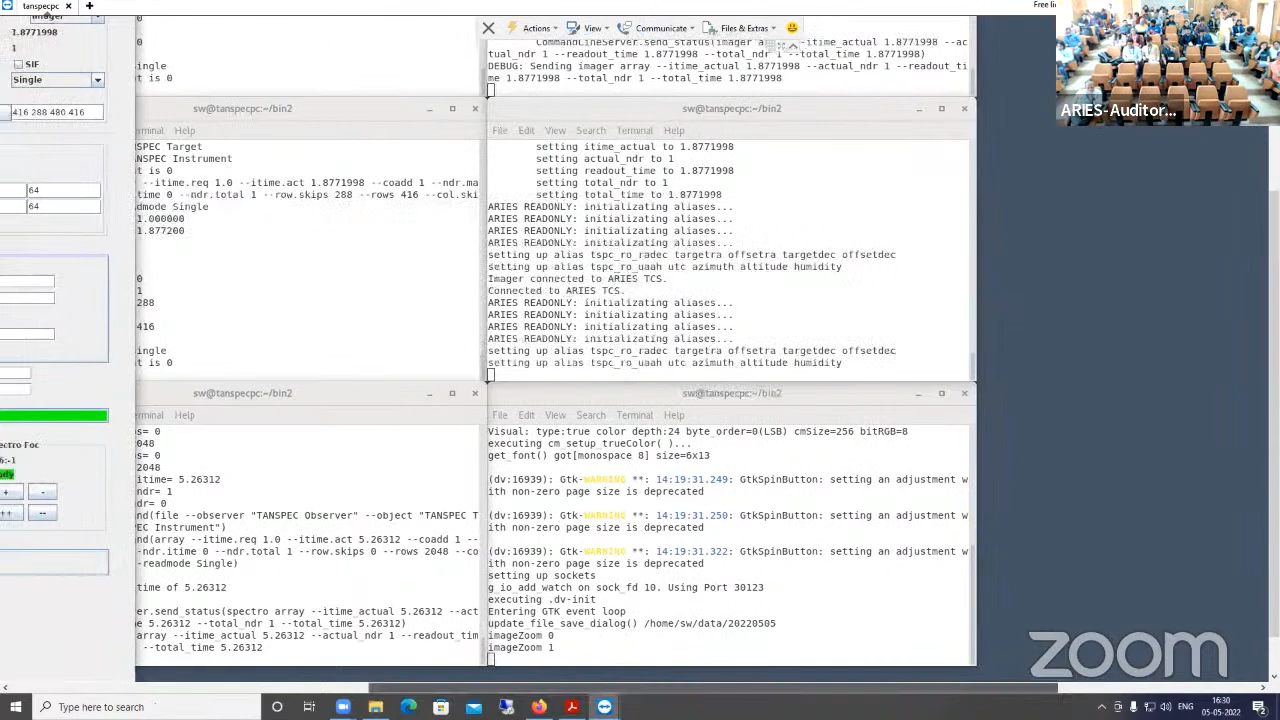 tanspecpc
Free li
1.8771998
SIF
Single
416 288 480 416
64
64
Spectro Foc
Actions
View
Communicate
Files & Extras
CommandLineServer.send_status(imager array --itime_actual 1.8771998 --ac
tual_ndr 1 --readout_time 1.8771998 --total_ndr 1 --total_time 1.8771998)
DEBUG: Sending imager array --itime_actual 1.8771998 --actual_ndr 1 --readout_ti
me 1.8771998 --total_ndr 1 --total_time 1.8771998
ingle
t is 0
sw@tanspecpc:~/bin2
Terminal Help
SPEC Target
ANSPEC Instrument
t is 0
--itime.req 1.0 --itime.act 1.8771998 --coadd 1 --ndr.ma
time 0 --ndr.total 1 --row.skips 288 --rows 416 --col.sk
admode Single
1.000000
1.877200
0
1
288
416
ingle
t is 0
sw@tanspecpc:~/bin2
File Edit View Search Terminal Help
setting itime_actual to 1.8771998
setting actual_ndr to 1
setting readout_time to 1.8771998
setting total_ndr to 1
setting total_time to 1.8771998
ARIES READONLY: initializating aliases...
ARIES READONLY: initializating aliases...
ARIES READONLY: initializating aliases...
ARIES READONLY: initializating aliases...
setting up alias tspc_ro_radec targetra offsetra targetdec offsetdec
setting up alias tspc_ro_uaah utc azimuth altitude humidity
Imager connected to ARIES TCS.
Connected to ARIES TCS.
ARIES READONLY: initializating aliases...
ARIES READONLY: initializating aliases...
ARIES READONLY: initializating aliases...
ARIES READONLY: initializating aliases...
setting up alias tspc_ro_radec targetra offsetra targetdec offsetdec
setting up alias tspc_ro_uaah utc azimuth altitude humidity
sw@tanspecpc:~/bin2
Terminal Help
s= 0
2048
s= 0
2048
itime= 5.26312
ndr= 1
dr= 0
nd(file --observer "TANSPEC Observer" --object "TANSPEC T
PEC Instrument")
nd(array --itime.req 1.0 --itime.act 5.26312 --coadd 1 --
-ndr.itime 0 --ndr.total 1 --row.skips 0 --rows 2048 --co
-readmode Single)
time of 5.26312
er.send_status(spectro array --itime_actual 5.26312 --act
2 --total_ndr 1 --total_time 5.26312)
array --itime_actual 5.26312 --actual_ndr 1 --readout_tim
--total_time 5.26312
sw@tanspecpc:~/bin2
File Edit View Search Terminal Help
Visual: type:true color depth:24 byte_order=0(LSB) cmSize=256 bitRGB=8
executing cm setup_trueColor( )...
get_font() got[monospace 8] size=6x13
(dv:16939): Gtk-WARNING **: 14:19:31.249: GtkSpinButton: setting an adjustment w
ith non-zero page size is deprecated
(dv:16939): Gtk-WARNING **: 14:19:31.250: GtkSpinButton: setting an adjustment w
ith non-zero page size is deprecated
(dv:16939): Gtk-WARNING **: 14:19:31.322: GtkSpinButton: setting an adjustment w
ith non-zero page size is deprecated
setting up sockets
g_io_add_watch on sock_fd 10. Using Port 30123
executing .dv-init
Entering GTK event loop
update_file_save_dialog() /home/sw/data/20220505
imageZoom 0
imageZoom 1
ARIES-Auditor...
zoom
Type here to search
ENG
16:30
05-05-2022